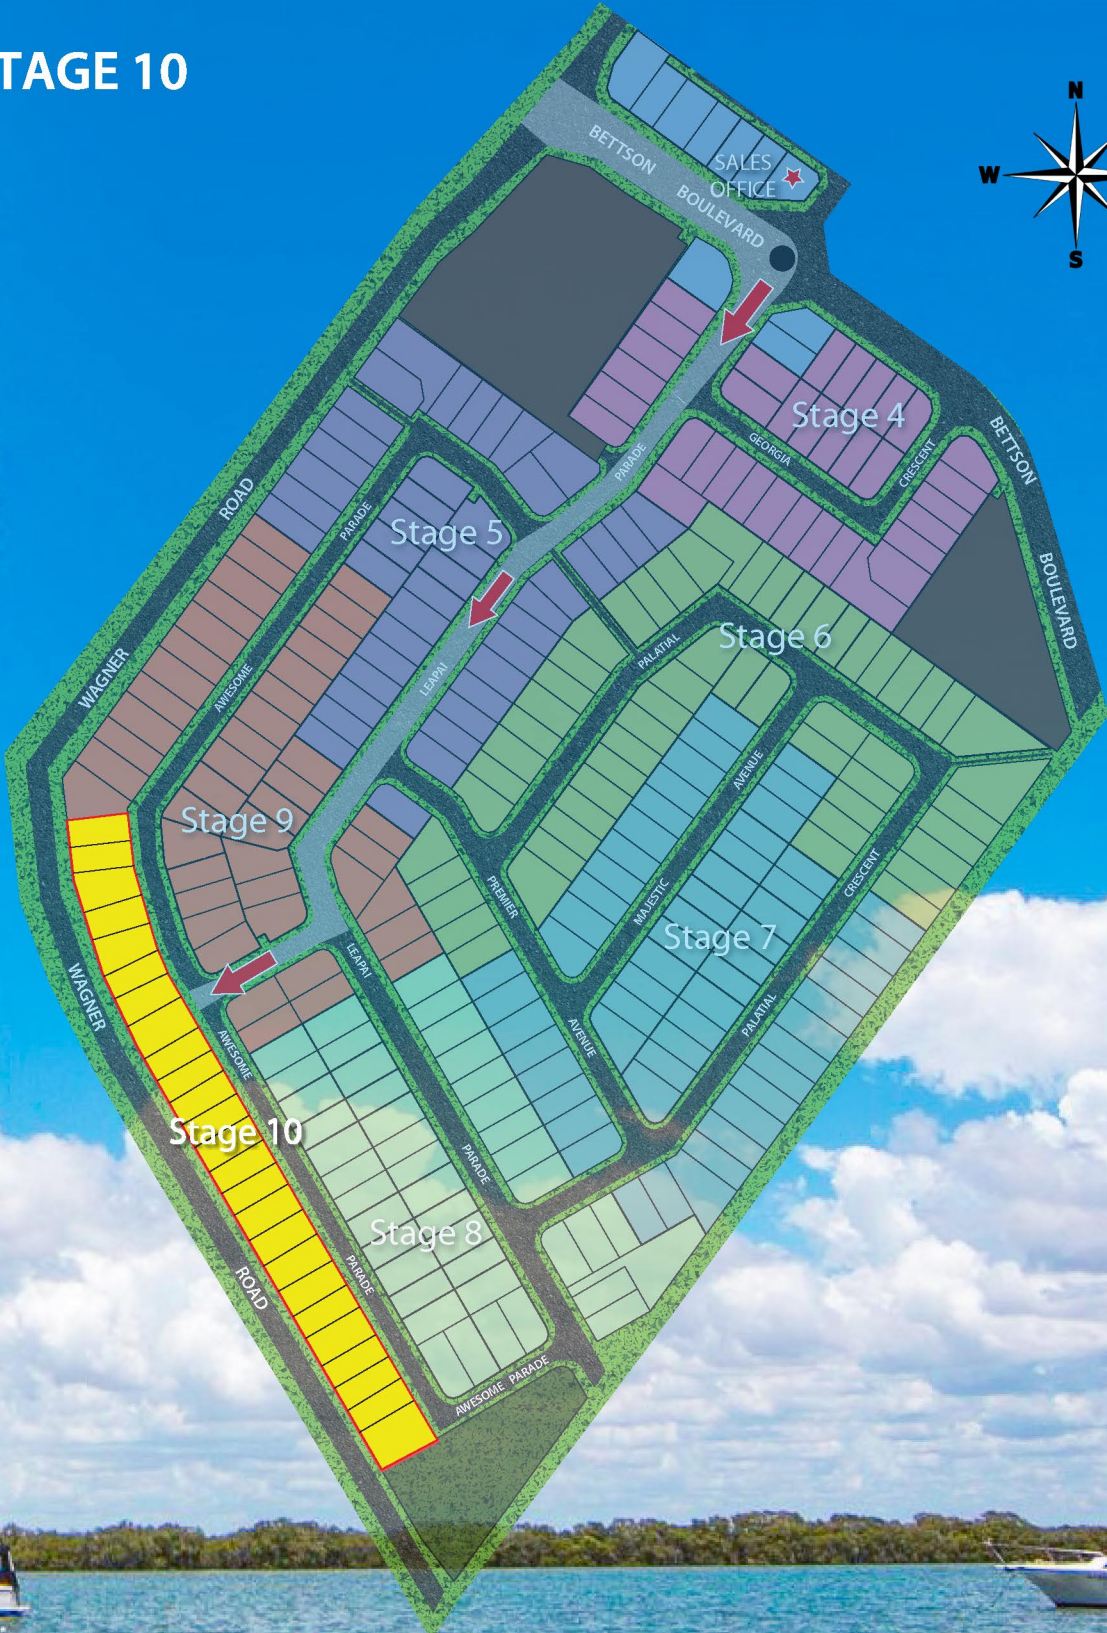 TAGE 10
N
W
S
BETTSON
BOULEVARD
SALES
OFFICE
Stage 4
GEORGIA
CRESCENT
BETTSON
BOULEVARD
PARADE
ROAD
PARADE
Stage 5
Stage 6
PALATIAL
LEAPAI
WAGNER
AWESOME
AVENUE
Stage 9
CRESCENT
PREMIER
MAJESTIC
Stage 7
LEAPAI
WAGNER
PALATIAL
AVENUE
AWESOME
Stage 10
PARADE
Stage 8
PARADE
ROAD
AWESOME PARADE